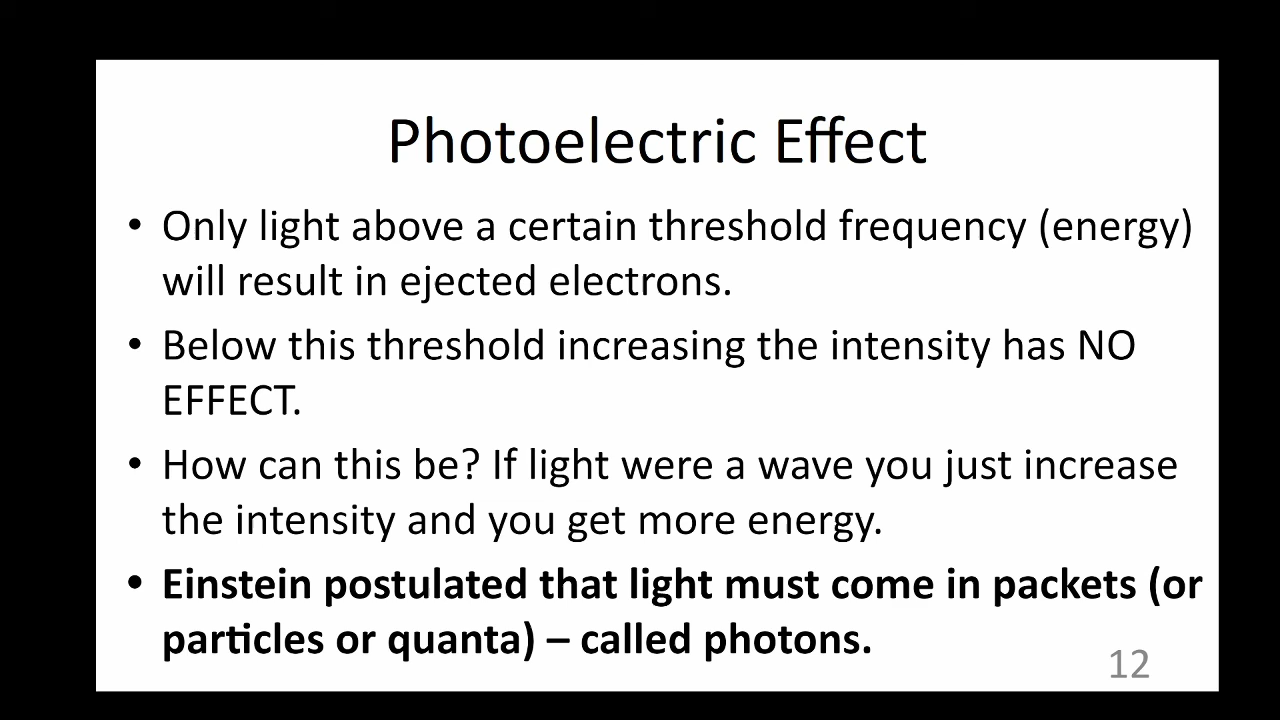 Photoelectric Effect
• Only light above a certain threshold frequency (energy)
will result in ejected electrons.
• Below this threshold increasing the intensity has NO
EFFECT.
• How can this be? If light were a wave you just increase
the intensity and you get more energy.
• Einstein postulated that light must come in packets (or
particles or quanta) – called photons.
12